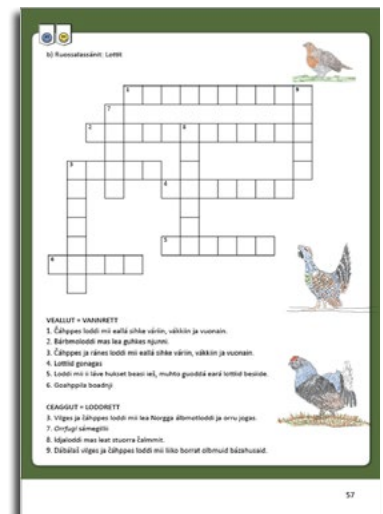 b) Ruossalassánit: Lottit
1
9
7
2
8
3
4
5
6
VEALLUT = VANNRETT
1. Čáhppes loddi mii eallá sihke váriin, vákkiin ja vuonain.
2. Bárbmoloddi mas lea guhkes njunni.
3. Čáhppes ja ránes loddi mii eallá sihke váriin, vákkiin ja vuonain.
4. Lottiid gonagas
5. Loddi mii ii láve hukset beasi ieš, muhto guoddá eará lottiid besiide.
6. Goahppila boadnji
CEAGGUT = LODDRETT
3. Vilges ja čáhppes loddi mii lea Norgga álbmotloddi ja orru jogas.
7. Orrfugl sámegillii
8. Idjaloddi mas leat stuorra čalmmit.
9. Dábálaš vilges ja čáhppes loddi mii liiko borrat olbmuid bázahusaid.
57